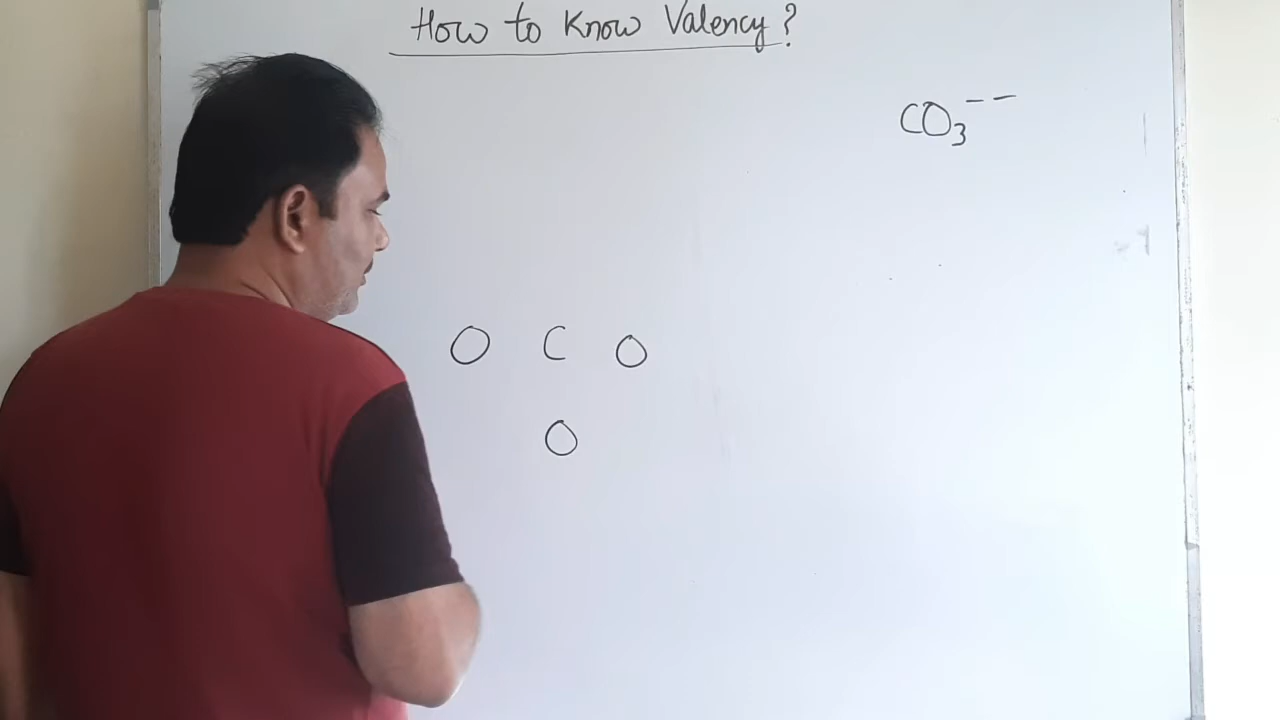 How to Know Valency?
CO₃⁻⁻
O C O
O